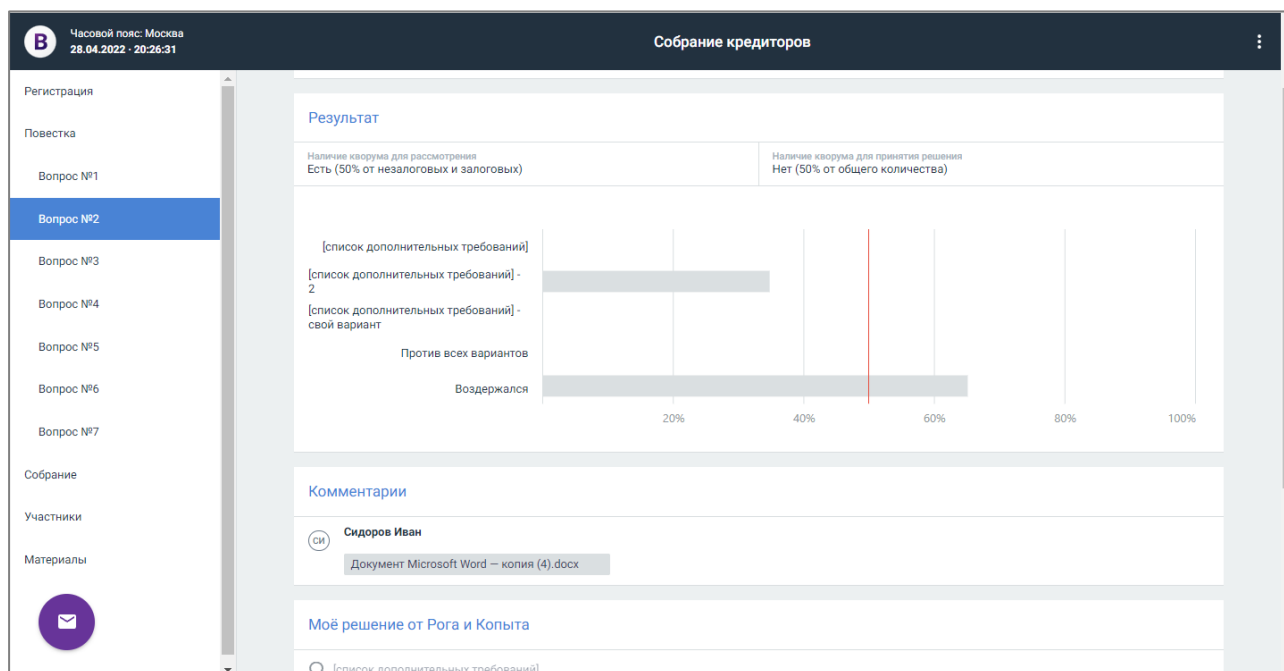 B
Часовой пояс: Москва
28.04.2022 · 20:26:31
Собрание кредиторов
Регистрация
Повестка
Вопрос №1
Вопрос №2
Вопрос №3
Вопрос №4
Вопрос №5
Вопрос №6
Вопрос №7
Собрание
Участники
Материалы
Результат
Наличие кворума для рассмотрения
Есть (50% от незалоговых и залоговых)
Наличие кворума для принятия решения
Нет (50% от общего количества)
[список дополнительных требований]
[список дополнительных требований] -
2
[список дополнительных требований] -
свой вариант
Против всех вариантов
Воздержался
20%
40%
60%
80%
100%
Комментарии
СИ
Сидоров Иван
Документ Microsoft Word — копия (4).docx
Моё решение от Рога и Копыта
[список дополнительных требований]